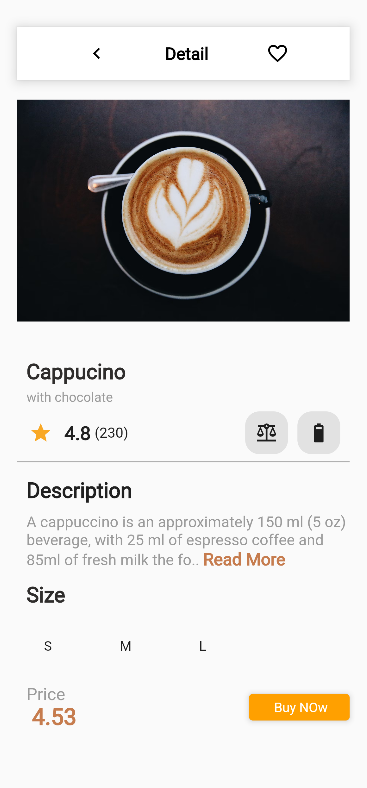 Detail
Cappucino
with chocolate
4.8 (230)
Description
A cappuccino is an approximately 150 ml (5 oz)
beverage, with 25 ml of espresso coffee and
85ml of fresh milk the fo.. Read More
Size
S M L
Price
4.53
Buy NOw